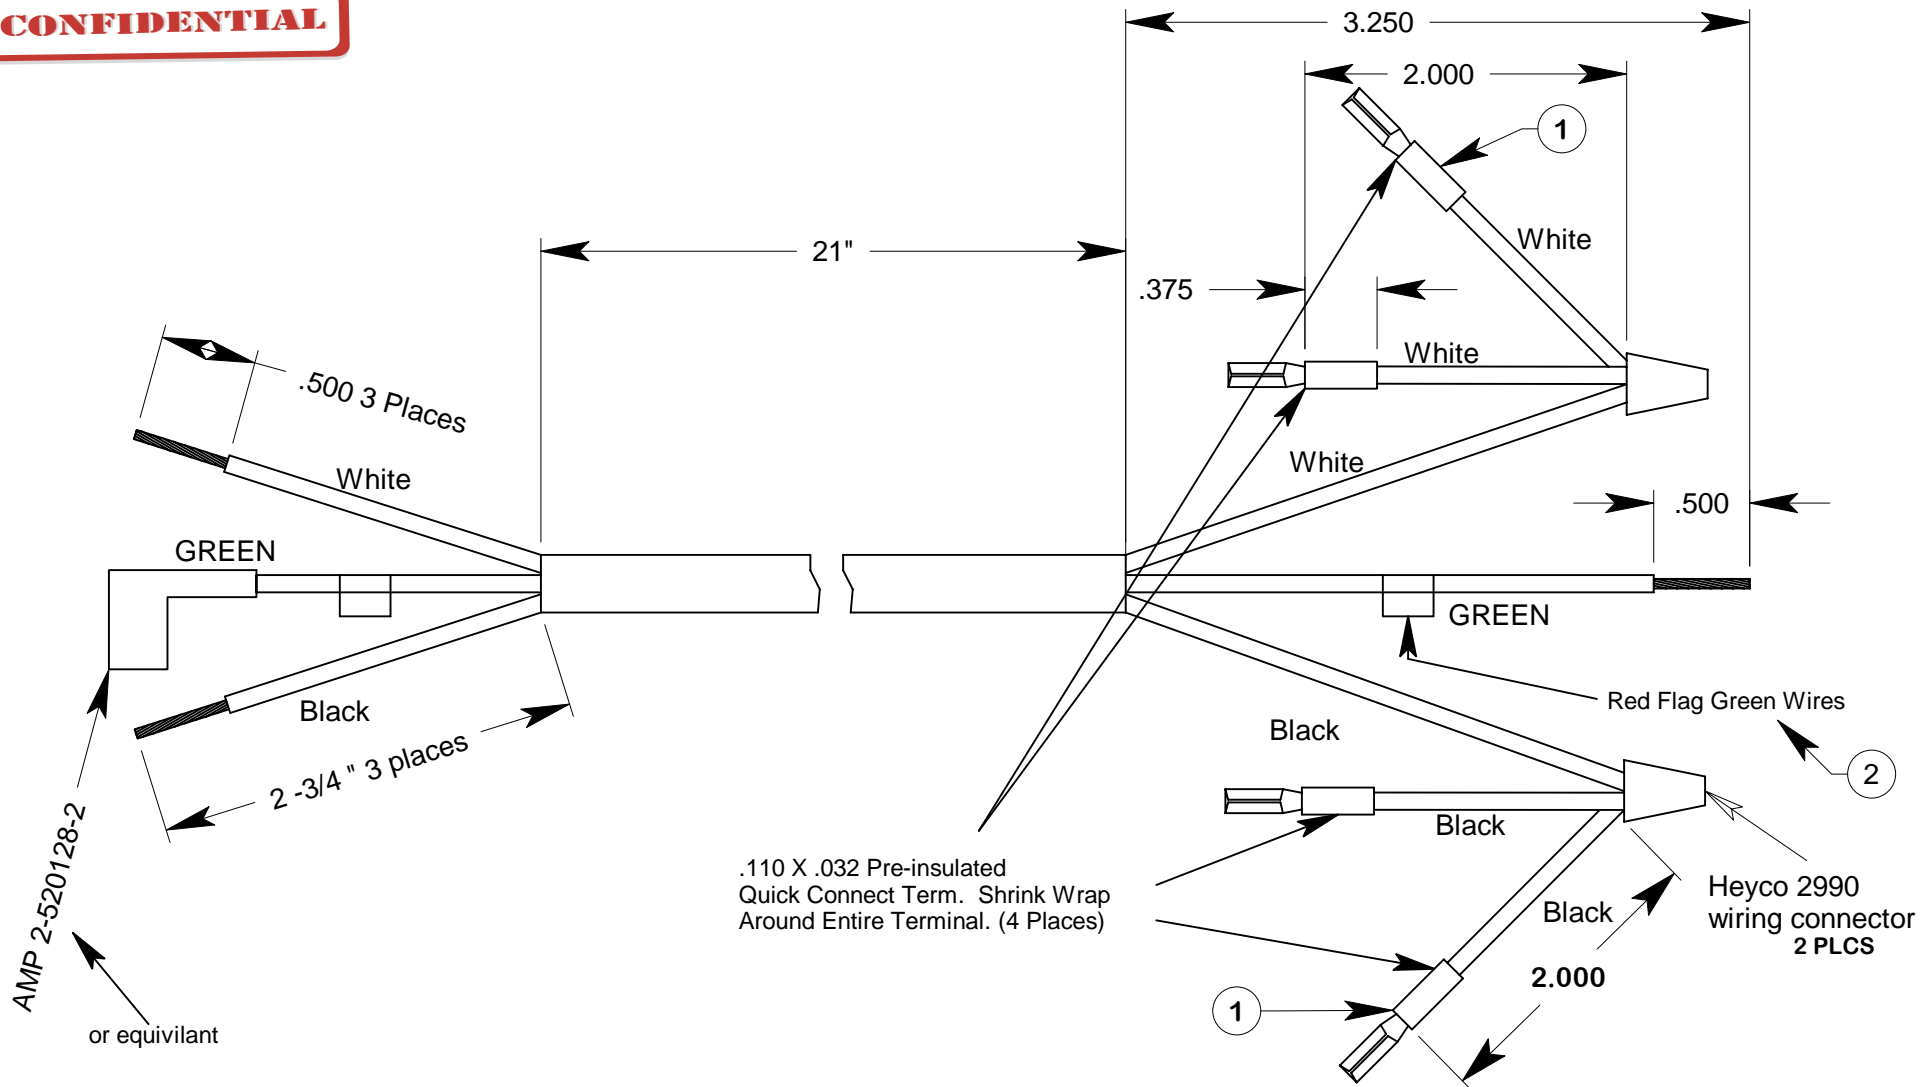 CONFIDENTIAL
3.250
2.000
1
White
21"
.375
White
.500 3 Places
White
White
.500
GREEN
GREEN
Red Flag Green Wires
2
Black
Black
2 -3/4 " 3 places
Black
AMP 2-520128-2
or equivilant
.110 X .032 Pre-insulated
Quick Connect Term. Shrink Wrap
Around Entire Terminal. (4 Places)
Heyco 2990
wiring connector
2 PLCS
Black
2.000
1